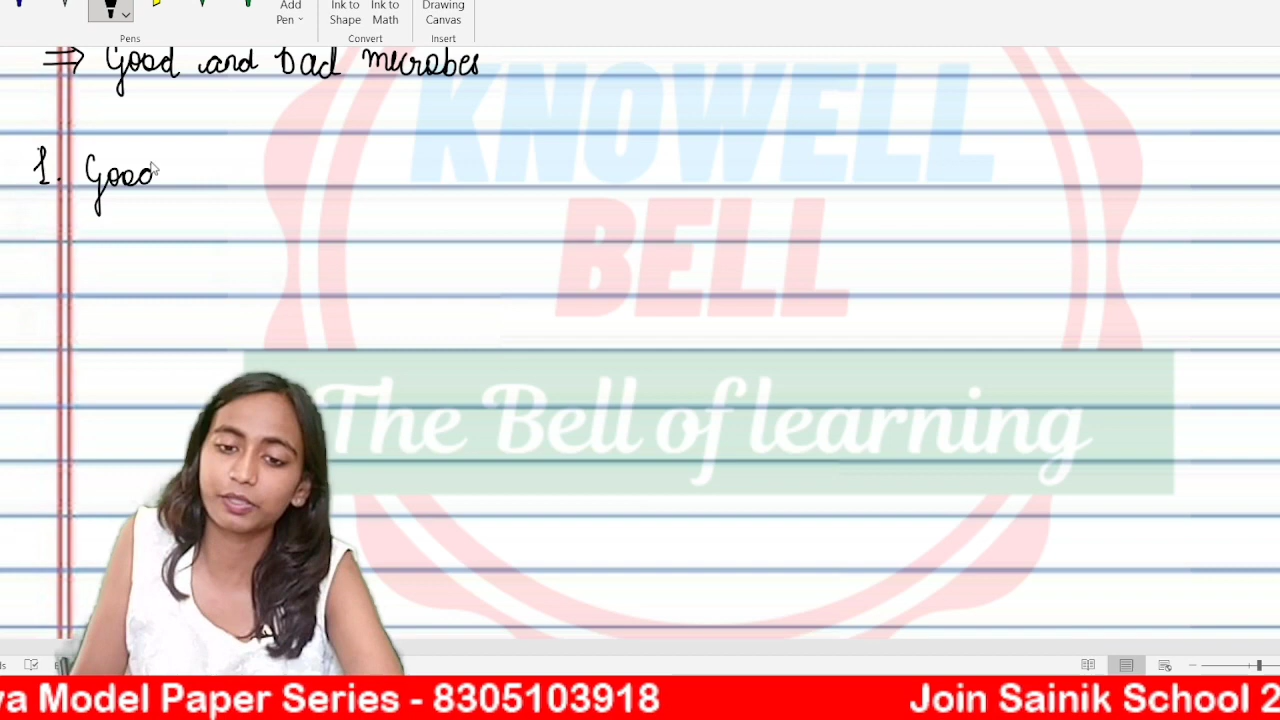 Add
Pen
Ink to
Shape
Ink to
Math
Drawing
Canvas
Pens
Convert
Insert
⇒ Good and bad microbes
1. Good
KNOWELL
BELL
The Bell of learning
va Model Paper Series - 8305103918
Join Sainik School 2